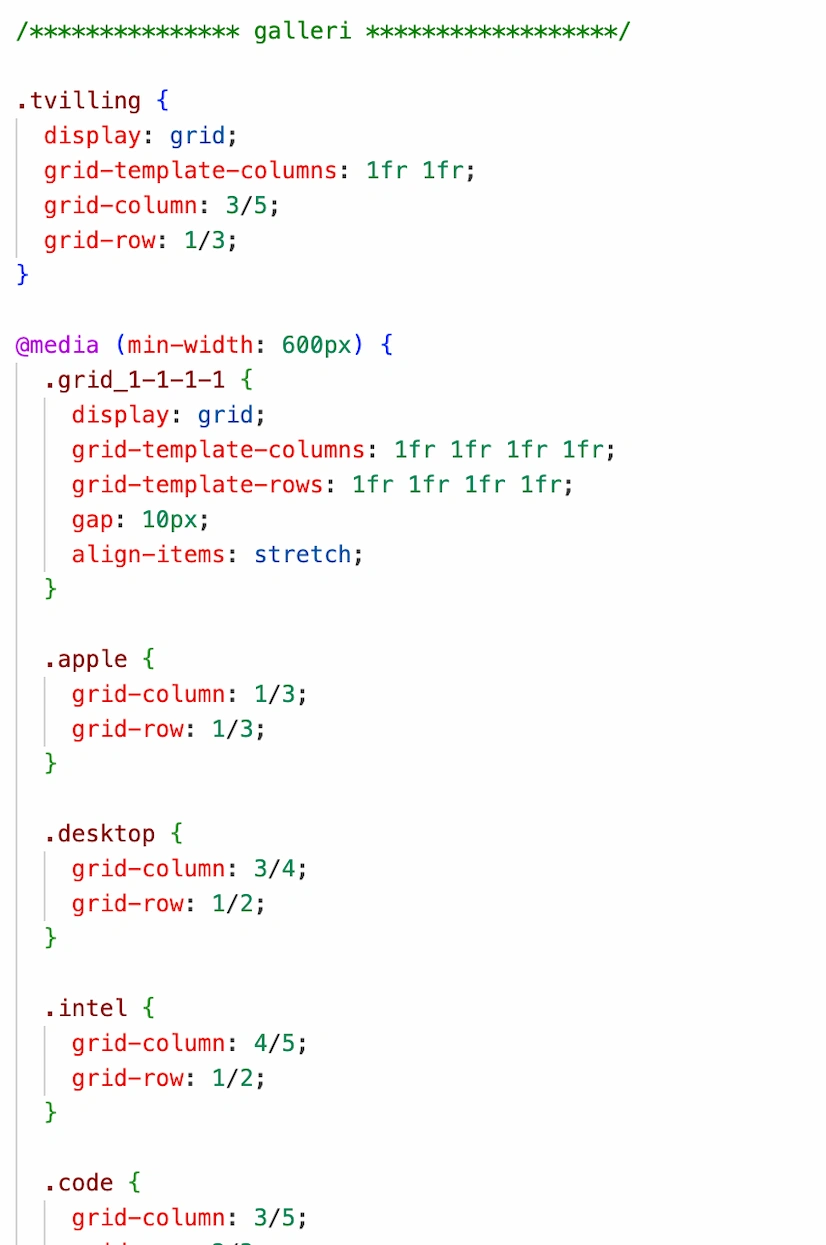 /*************** galleri ******************/
.tvilling {
display: grid;
grid-template-columns: 1fr 1fr;
grid-column: 3/5;
grid-row: 1/3;
}
@media (min-width: 600px) {
.grid_1-1-1-1 {
display: grid;
grid-template-columns: 1fr 1fr 1fr 1fr;
grid-template-rows: 1fr 1fr 1fr 1fr;
gap: 10px;
align-items: stretch;
}
.apple {
grid-column: 1/3;
grid-row: 1/3;
}
.desktop {
grid-column: 3/4;
grid-row: 1/2;
}
.intel {
grid-column: 4/5;
grid-row: 1/2;
}
.code {
grid-column: 3/5;